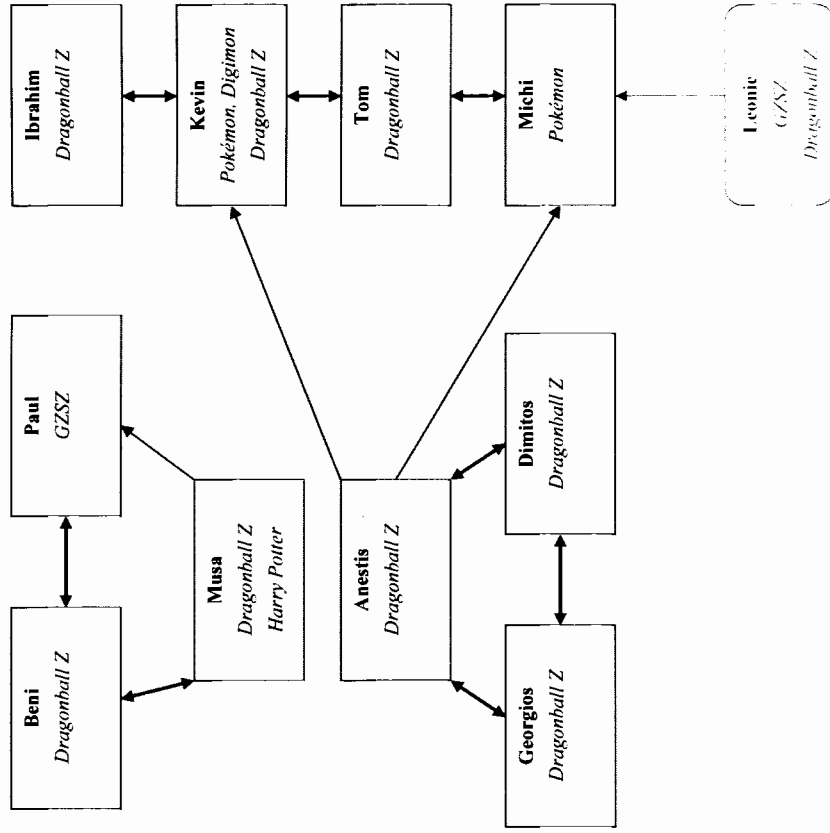 Beni
Dragonball Z
Paul
GZSZ
Ibrahim
Dragonball Z
Musa
Dragonball Z
Harry Potter
Kevin
Pokémon, Digimon
Dragonball Z
Anestis
Dragonball Z
Tom
Dragonball Z
Georgios
Dragonball Z
Dimitos
Dragonball Z
Michi
Pokémon
GZSZ
Dragonball Z